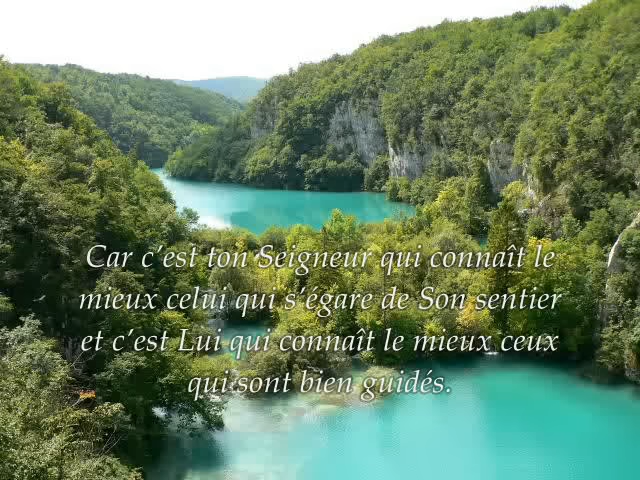 Car c’est ton Seigneur qui connaît le
mieux celui qui s’égare de Son sentier
et c’est Lui qui connaît le mieux ceux
qui sont bien guidés.